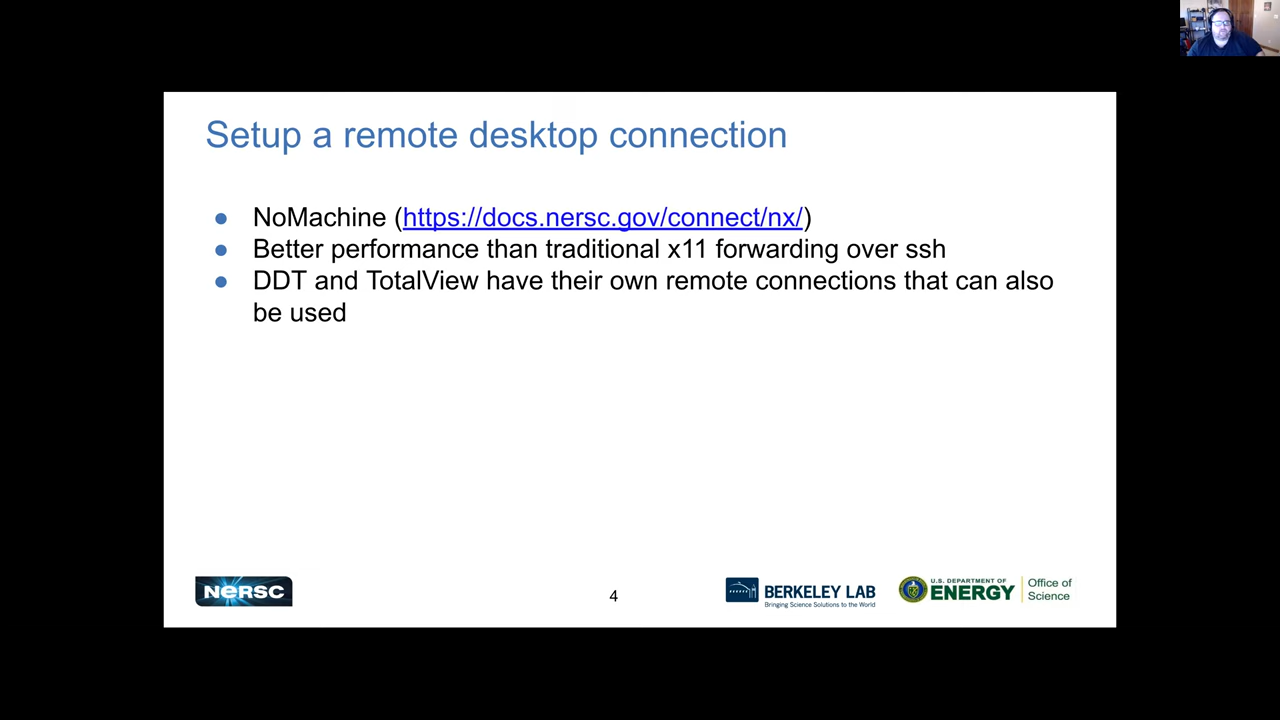 Setup a remote desktop connection
● NoMachine (https://docs.nersc.gov/connect/nx/)
● Better performance than traditional x11 forwarding over ssh
● DDT and TotalView have their own remote connections that can also
be used
NERSC
4
BERKELEY LAB
Bringing Science Solutions to the World
U.S. DEPARTMENT OF
ENERGY
Office of
Science